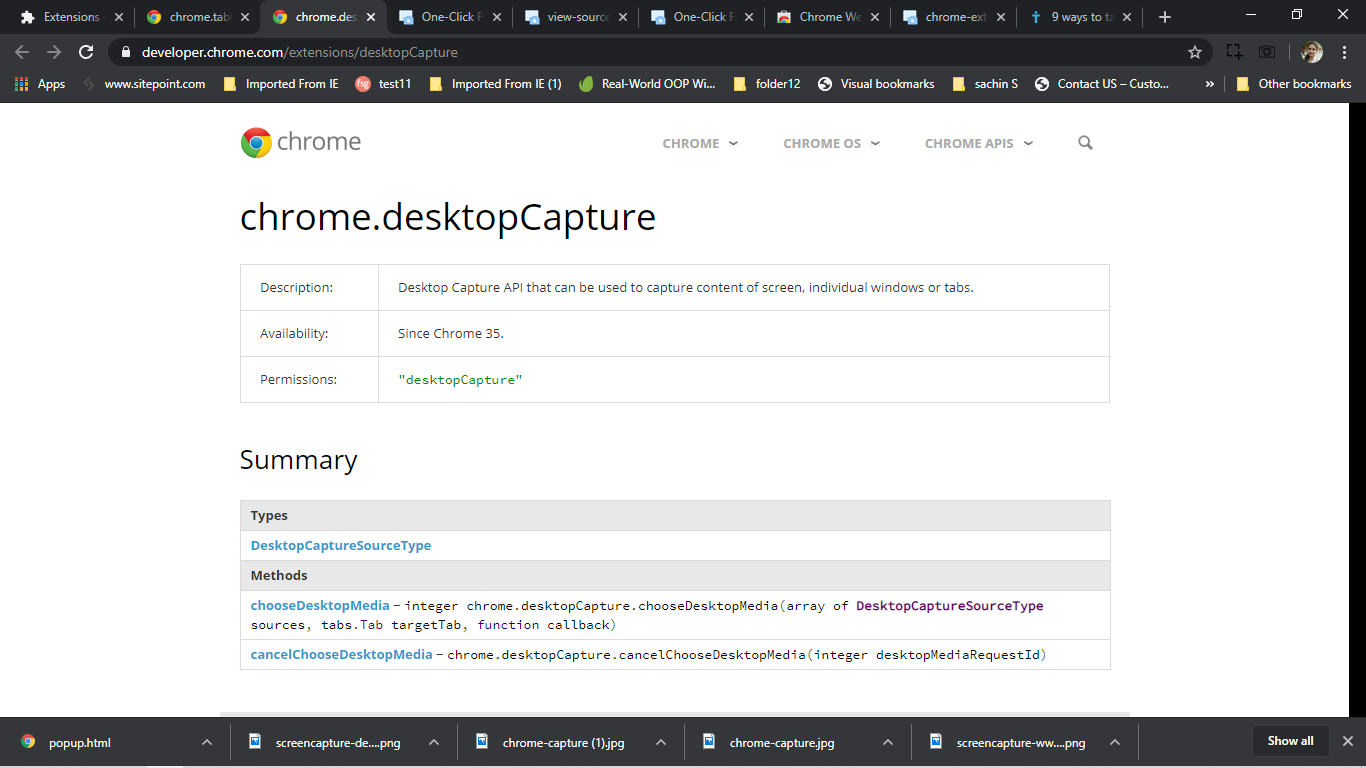 Extensions
chrome.tab
chrome.des
One-Click F
view-source
One-Click F
Chrome We
chrome-ext
9 ways to ta
developer.chrome.com/extensions/desktopCapture
Apps
www.sitepoint.com
Imported From IE
fsg
test11
Imported From IE (1)
Real-World OOP Wi...
folder12
Visual bookmarks
sachin S
Contact US – Custo...
»
Other bookmarks
chrome
CHROME
CHROME OS
CHROME APIS
chrome.desktopCapture
Description:
Desktop Capture API that can be used to capture content of screen, individual windows or tabs.
Availability:
Since Chrome 35.
Permissions:
"desktopCapture"
Summary
Types
DesktopCaptureSourceType
Methods
chooseDesktopMedia – integer chrome.desktopCapture.chooseDesktopMedia(array of DesktopCaptureSourceType
sources, tabs.Tab targetTab, function callback)
cancelChooseDesktopMedia – chrome.desktopCapture.cancelChooseDesktopMedia(integer desktopMediaRequestId)
popup.html
screencapture-de....png
chrome-capture (1).jpg
chrome-capture.jpg
screencapture-ww....png
Show all